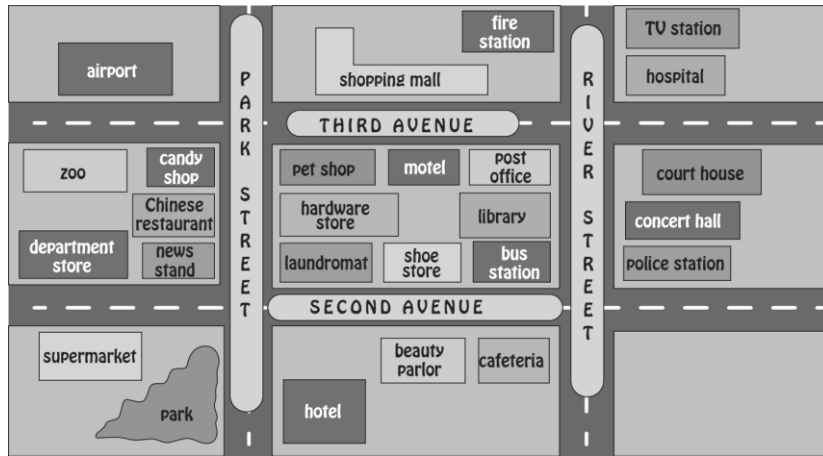 airport
PARK STREET
shopping mall
fire
station
RIVER STREET
TV station
hospital
THIRD AVENUE
zoo
candy
shop
Chinese
restaurant
department
store
news
stand
pet shop
motel
post
office
hardware
store
library
laundromat
shoe
store
bus
station
court house
concert hall
police station
SECOND AVENUE
supermarket
park
hotel
beauty
parlor
cafeteria